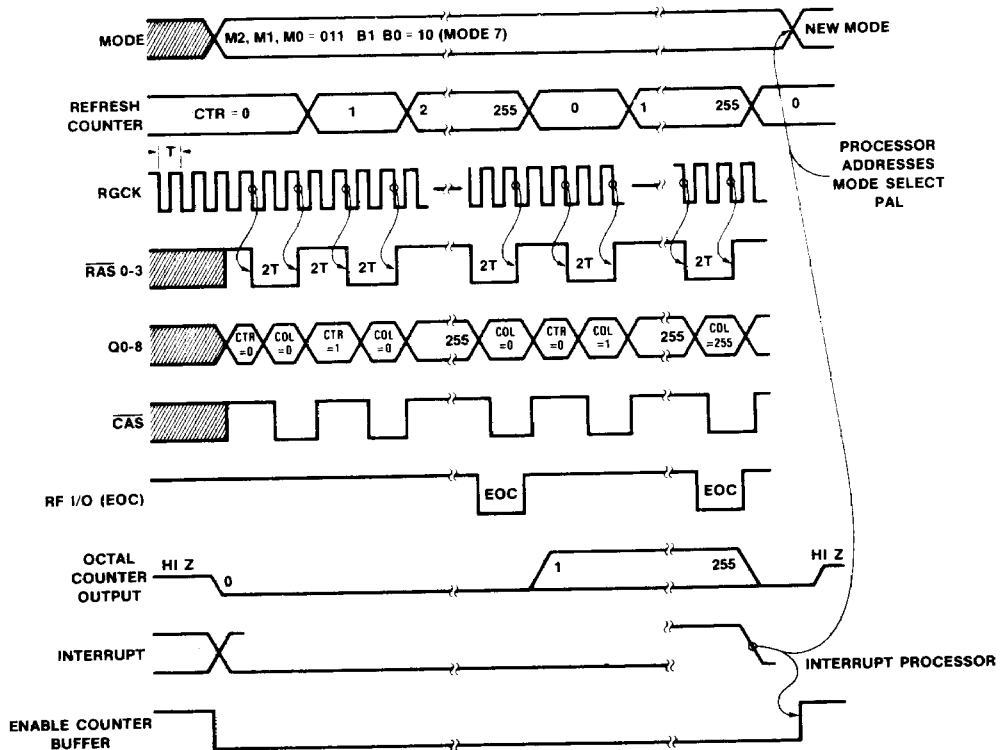 MODE
M2, M1, M0 = 011 B1 B0 = 10 (MODE 7)
NEW MODE
REFRESH
COUNTER
CTR = 0
1
2
255
0
1
255
0
PROCESSOR
ADDRESSES
MODE SELECT
PAL
T
RGCK
RAS 0-3
2T
2T
2T
2T
2T
2T
Q0-8
CTR
=0
COL
=0
CTR
=1
COL
=0
255
COL
=0
CTR
=0
COL
=1
255
COL
=255
CAS
RF I/O (EOC)
EOC
EOC
OCTAL
COUNTER
OUTPUT
HI Z
0
1
255
HI Z
INTERRUPT
INTERRUPT PROCESSOR
ENABLE COUNTER
BUFFER